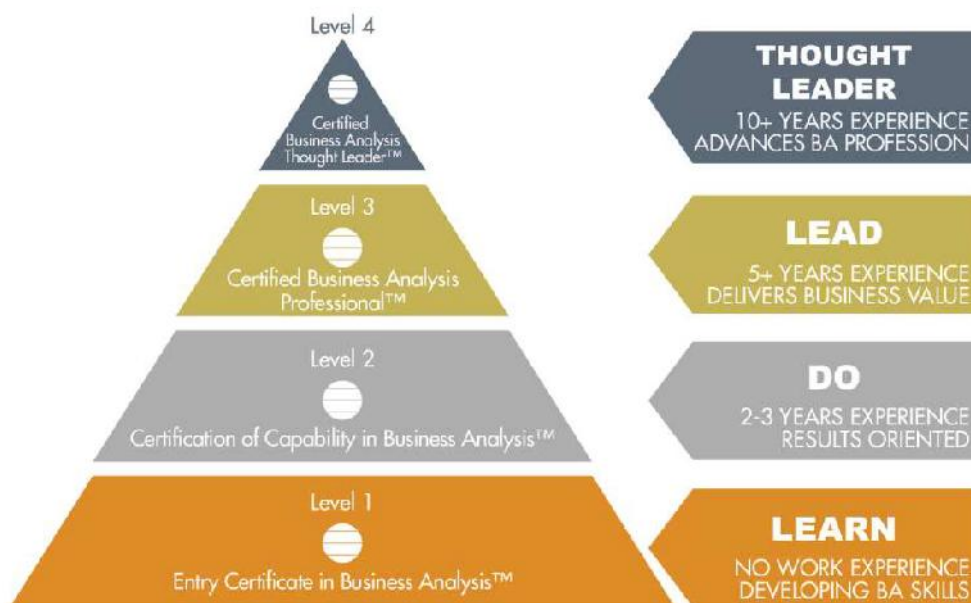 Level 4
Certified
Business Analysis
Thought Leader™
THOUGHT
LEADER
10+ YEARS EXPERIENCE
ADVANCES BA PROFESSION
Level 3
Certified Business Analysis
Professional™
LEAD
5+ YEARS EXPERIENCE
DELIVERS BUSINESS VALUE
Level 2
Certification of Capability in Business Analysis™
DO
2-3 YEARS EXPERIENCE
RESULTS ORIENTED
Level 1
Entry Certificate in Business Analysis™
LEARN
NO WORK EXPERIENCE
DEVELOPING BA SKILLS